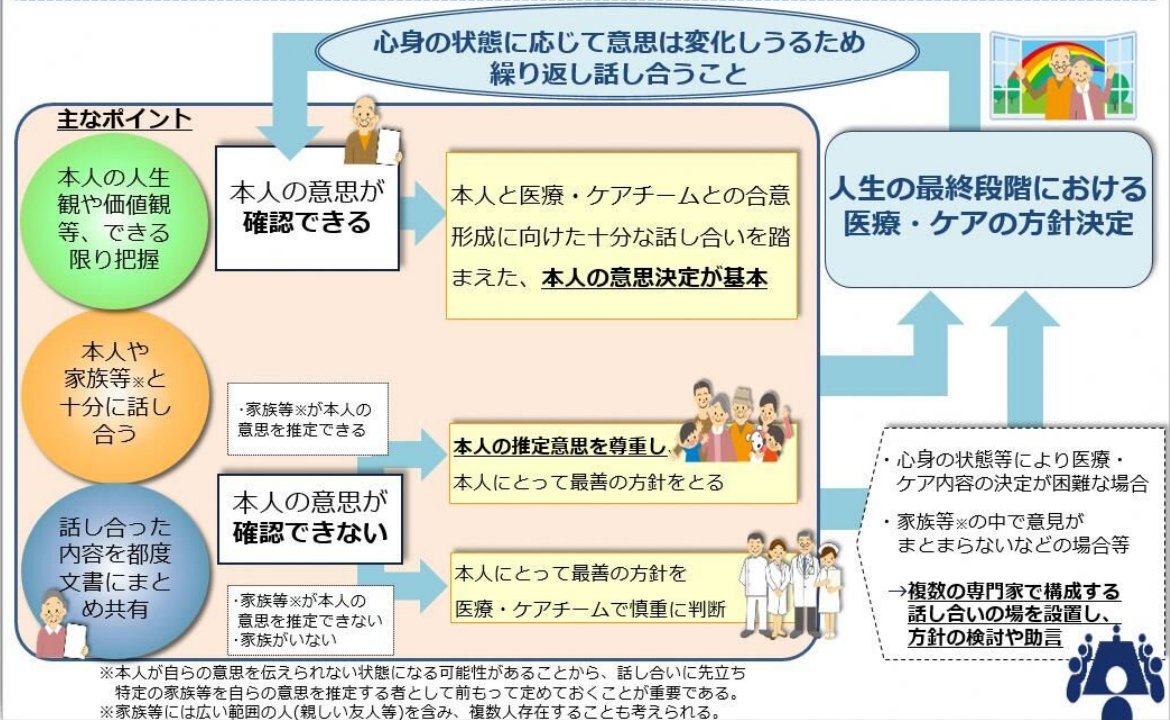 心身の状態に応じて意思は変化しうるため
繰り返し話し合うこと
主なポイント
本人の人生
観や価値観
等、できる
限り把握
本人や
家族等※と
十分に話し
合う
話し合った
内容を都度
文書にまと
め共有
本人の意思が
確認できる
本人と医療・ケアチームとの合意
形成に向けた十分な話し合いを踏
まえた、本人の意思決定が基本
・家族等※が本人の
意思を推定できる
本人の意思が
確認できない
・家族等※が本人の
意思を推定できない
・家族がいない
本人の推定意思を尊重し、
本人にとって最善の方針をとる
本人にとって最善の方針を
医療・ケアチームで慎重に判断
人生の最終段階における
医療・ケアの方針決定
・心身の状態等により医療・
ケア内容の決定が困難な場合
・家族等※の中で意見が
まとまらないなどの場合等
→複数の専門家で構成する
話し合いの場を設置し、
方針の検討や助言
※本人が自らの意思を伝えられない状態になる可能性があることから、話し合いに先立ち
特定の家族等を自らの意思を推定する者として前もって定めておくことが重要である。
※家族等には広い範囲の人(親しい友人等)を含み、複数人存在することも考えられる。